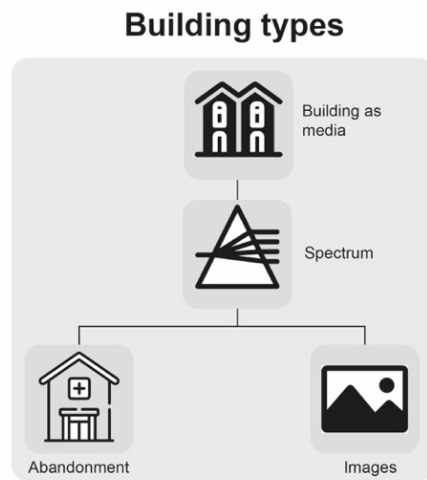 Building types
Building as
media
Spectrum
Abandonment
Images